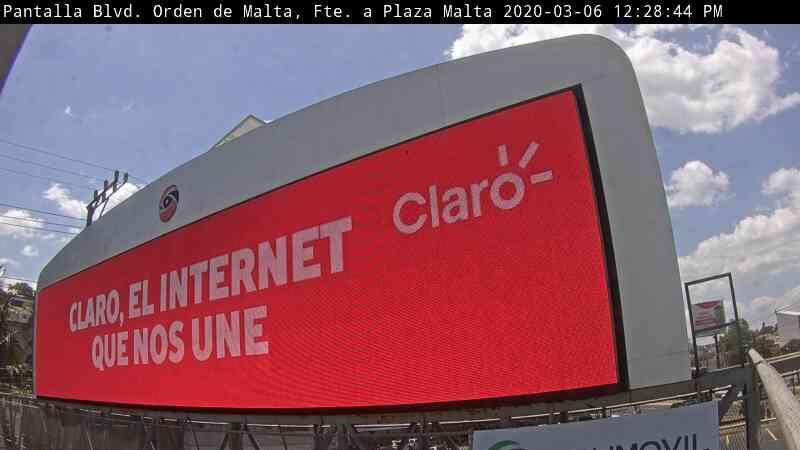 Pantalla Blvd. Orden de Malta, Fte. a Plaza Malta 2020-03-06 12:28:44 PM
Claro
CLARO, EL INTERNET
QUE NOS UNE